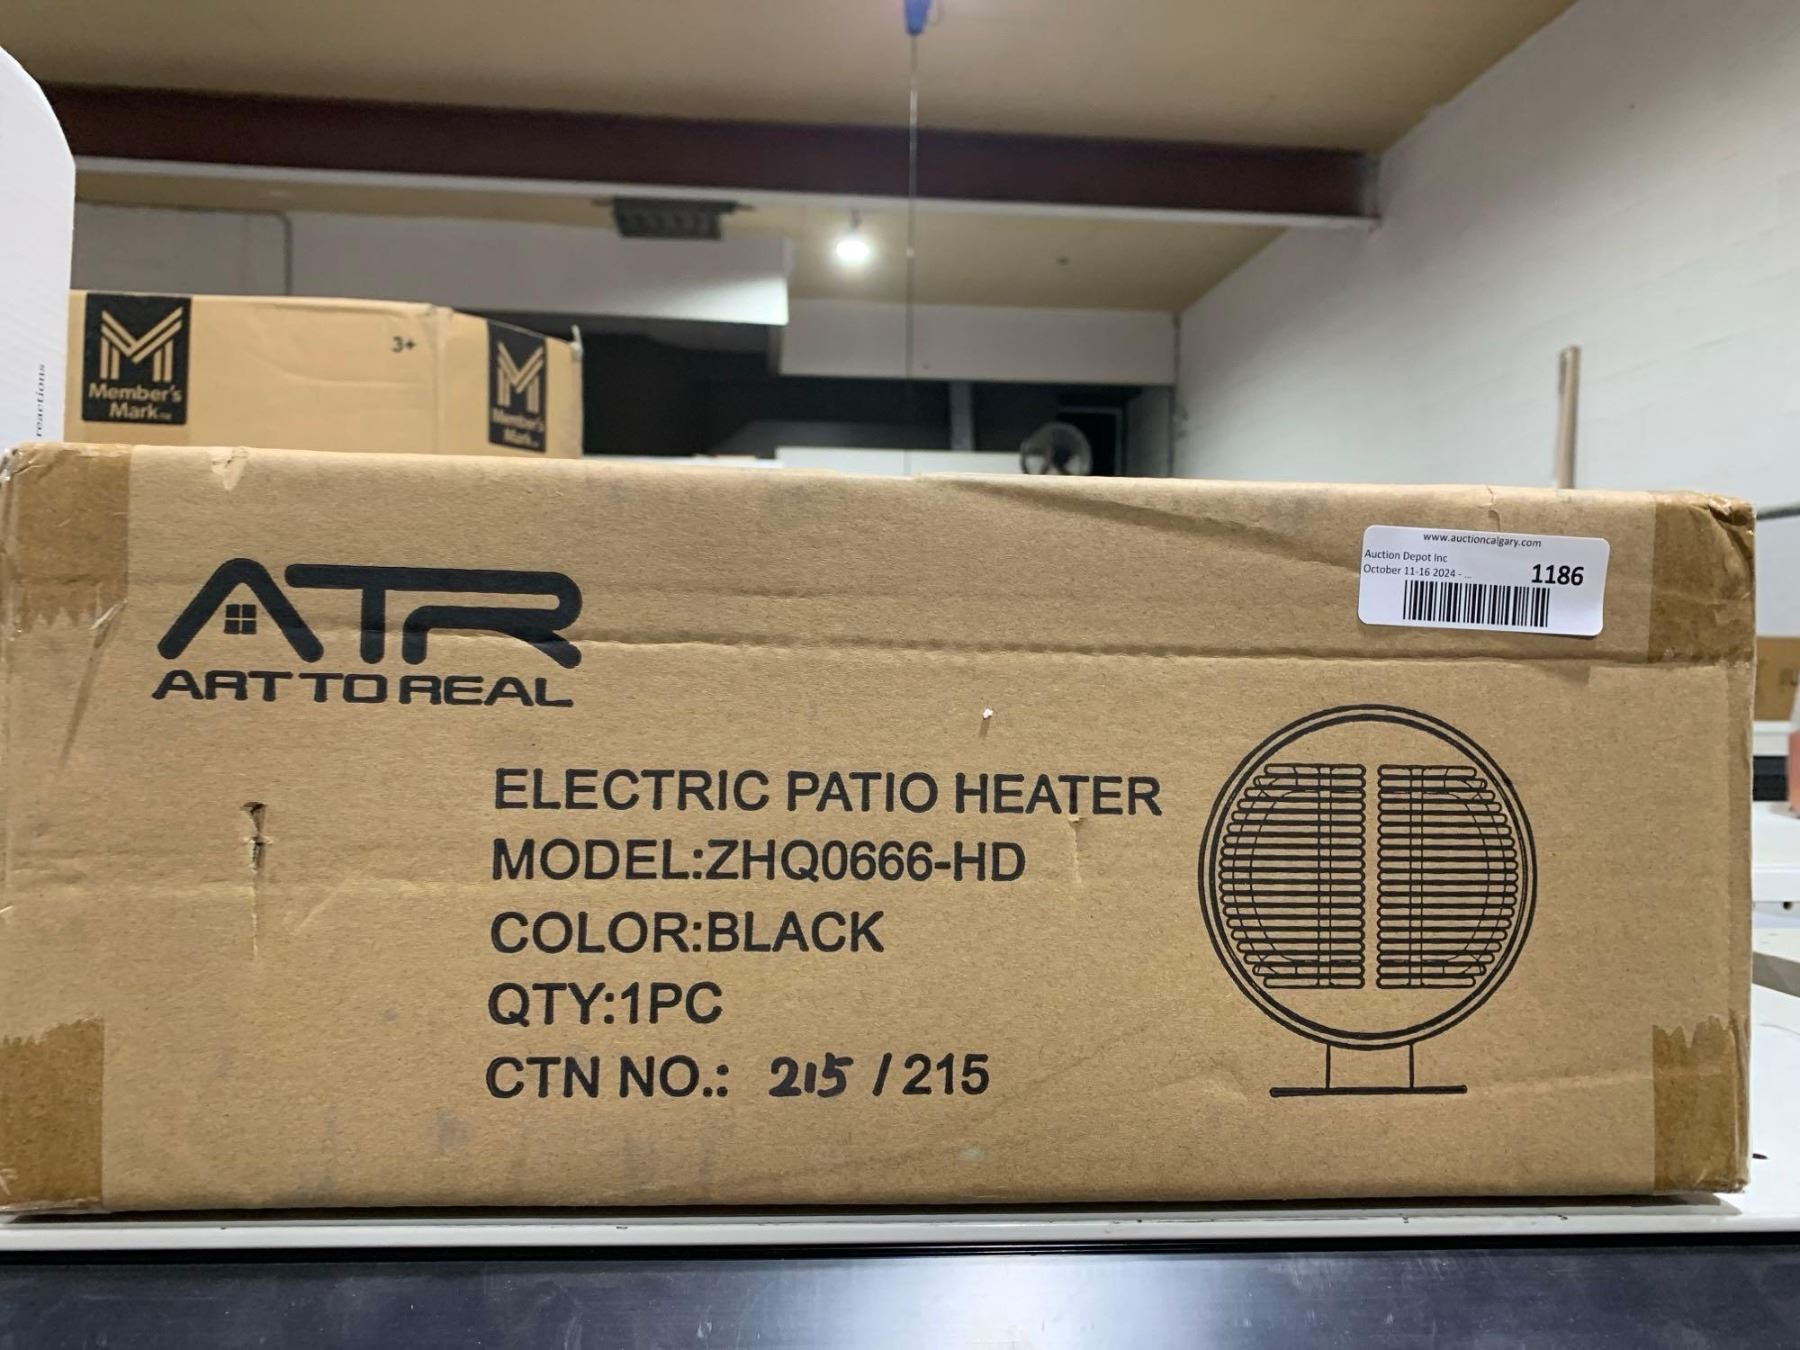 reactions
Member's
Mark
3+
Member's
Mark
www.auctioncalgary.com
Auction Depot Inc
October 11-16 2024 - ...
1186
ATR
ART TO REAL
ELECTRIC PATIO HEATER
MODEL:ZHQ0666-HD
COLOR:BLACK
QTY:1PC
CTN NO.: 215 / 215